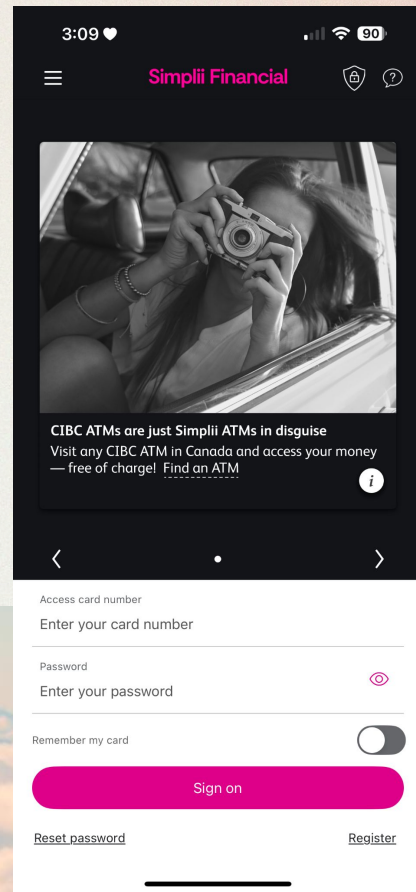 3:09
90
Simplii Financial
CIBC ATMs are just Simplii ATMs in disguise
Visit any CIBC ATM in Canada and access your money
— free of charge! Find an ATM
i
Access card number
Enter your card number
Password
Enter your password
Remember my card
Sign on
Reset password
Register